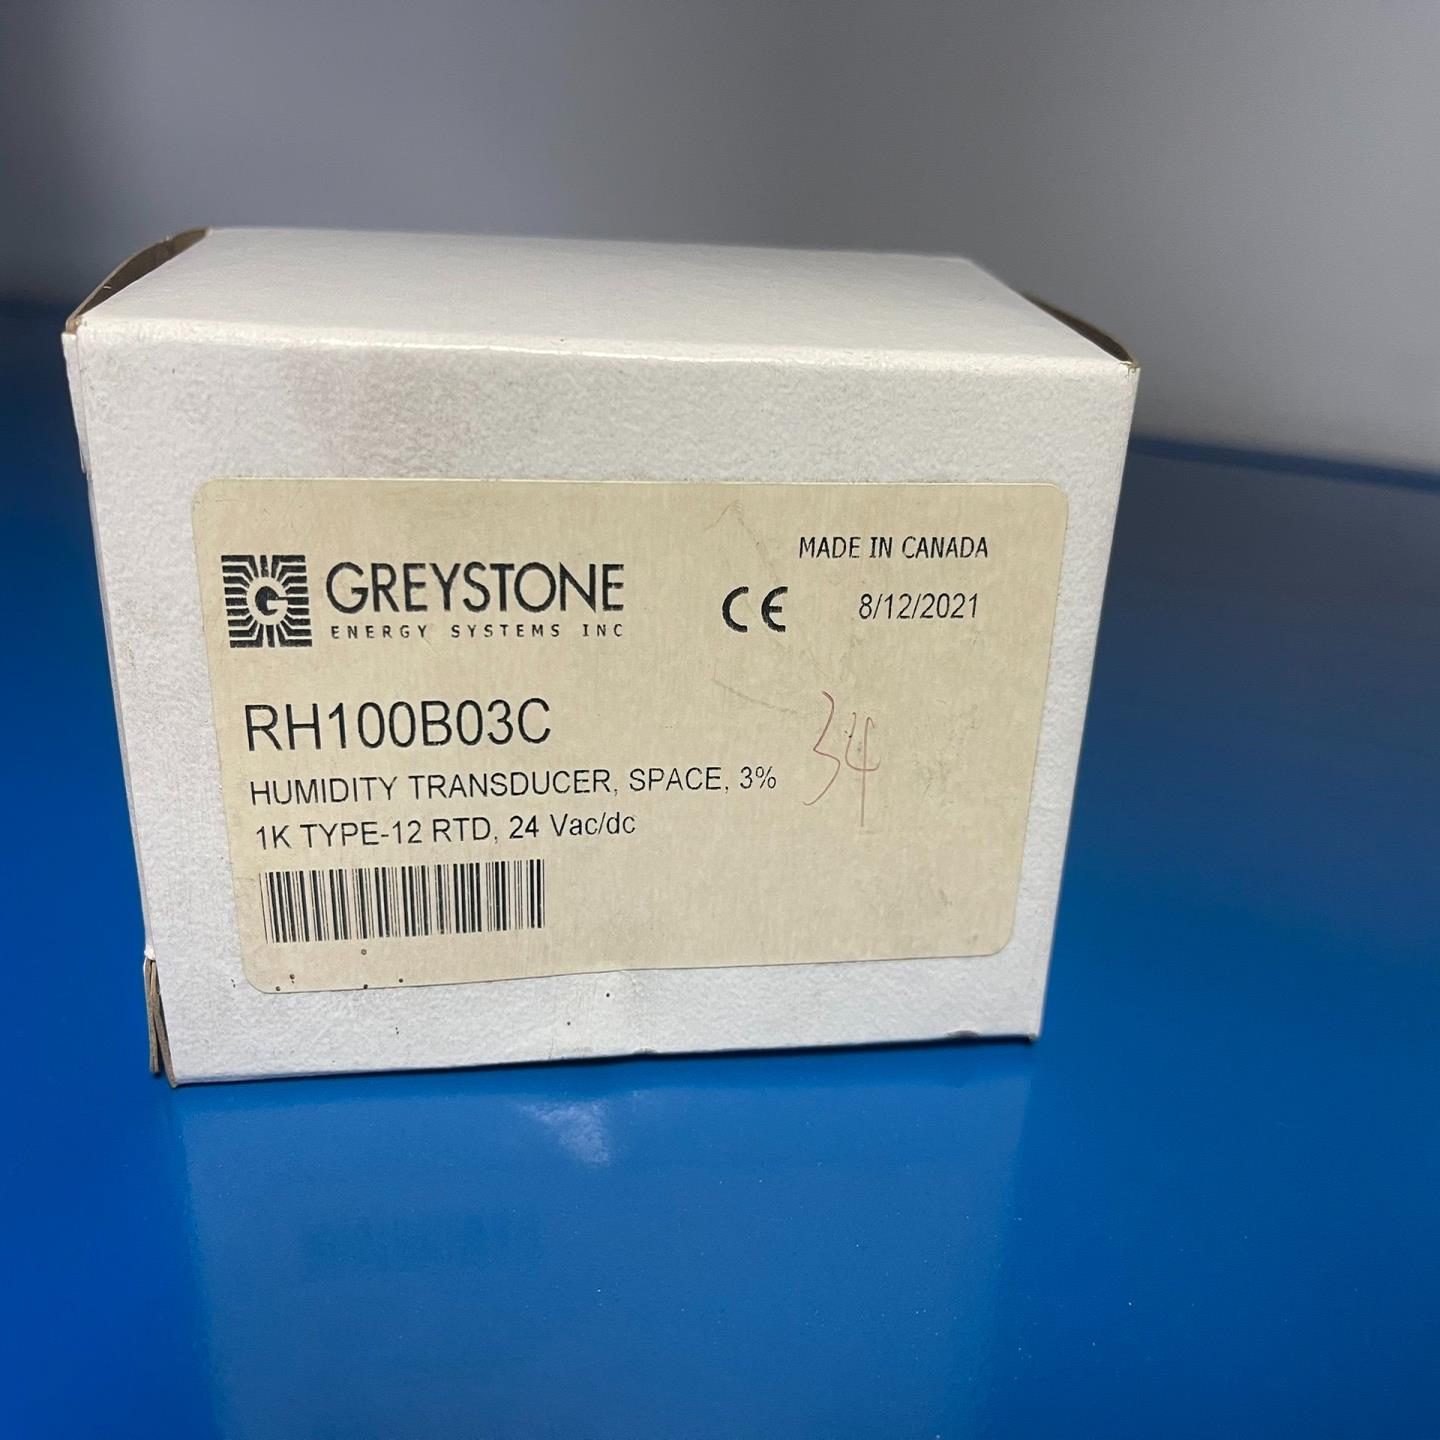 GREYSTONE
ENERGY SYSTEMS INC
MADE IN CANADA
CE
8/12/2021
RH100B03C
HUMIDITY TRANSDUCER, SPACE, 3%
1K TYPE-12 RTD, 24 Vac/dc
34